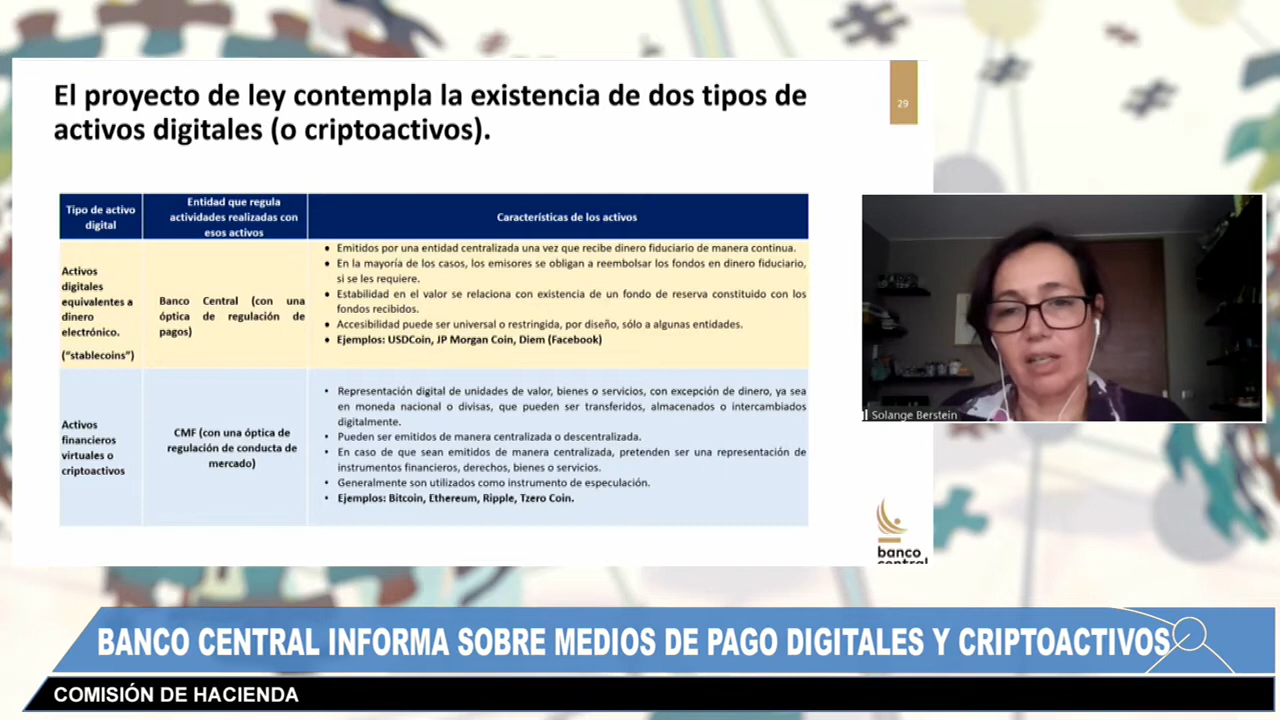 El proyecto de ley contempla la existencia de dos tipos de
activos digitales (o criptoactivos).
29
Tipo de activo
digital
Entidad que regula
actividades realizadas con
esos activos
Características de los activos
Activos
digitales
equivalentes a
dinero
electrónico.
("stablecoins")
Banco Central (con una
óptica de regulación de
pagos)
• Emitidos por una entidad centralizada una vez que recibe dinero fiduciario de manera continua.
• En la mayoría de los casos, los emisores se obligan a reembolsar los fondos en dinero fiduciario,
si se les requiere.
• Estabilidad en el valor se relaciona con existencia de un fondo de reserva constituido con los
fondos recibidos.
• Accesibilidad puede ser universal o restringida, por diseño, sólo a algunas entidades.
• Ejemplos: USDCoin, JP Morgan Coin, Diem (Facebook)
Activos
financieros
virtuales o
criptoactivos
CMF (con una óptica de
regulación de conducta de
mercado)
• Representación digital de unidades de valor, bienes o servicios, con excepción de dinero, ya sea
en moneda nacional o divisas, que pueden ser transferidos, almacenados o intercambiados
digitalmente.
• Pueden ser emitidos de manera centralizada o descentralizada.
• En caso de que sean emitidos de manera centralizada, pretenden ser una representación de
instrumentos financieros, derechos, bienes o servicios.
• Generalmente son utilizados como instrumento de especulación.
• Ejemplos: Bitcoin, Ethereum, Ripple, Tzero Coin.
Solange Berstein
banco
central
BANCO CENTRAL INFORMA SOBRE MEDIOS DE PAGO DIGITALES Y CRIPTOACTIVOS
COMISIÓN DE HACIENDA